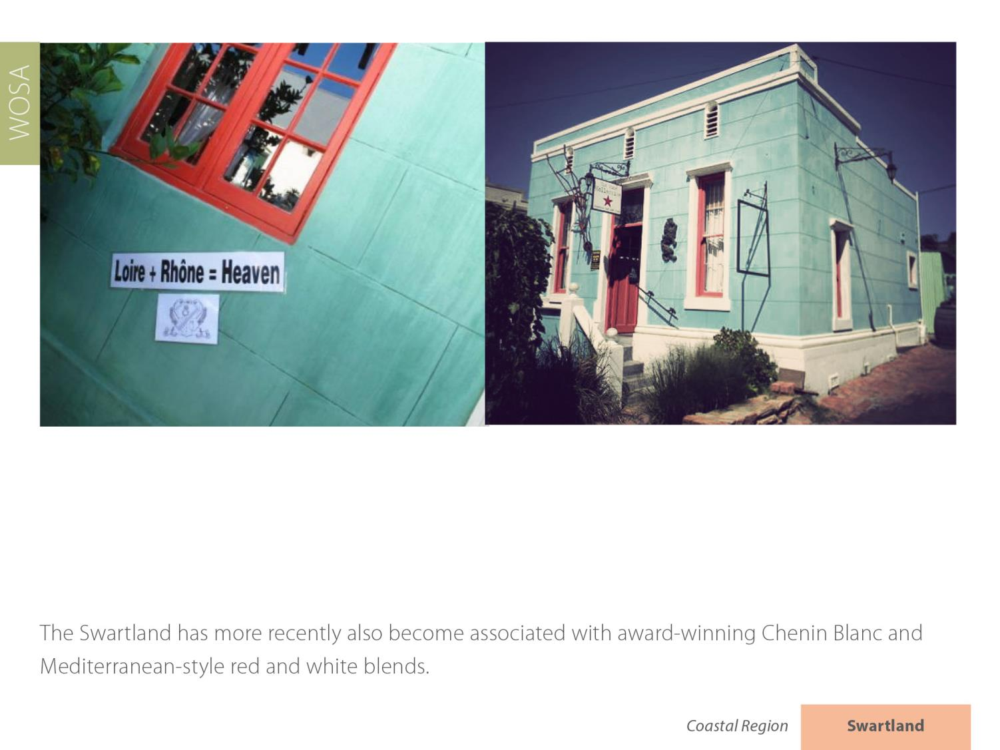 WOSA
Loire + Rhône = Heaven
The Swartland has more recently also become associated with award-winning Chenin Blanc and
Mediterranean-style red and white blends.
Coastal Region
Swartland